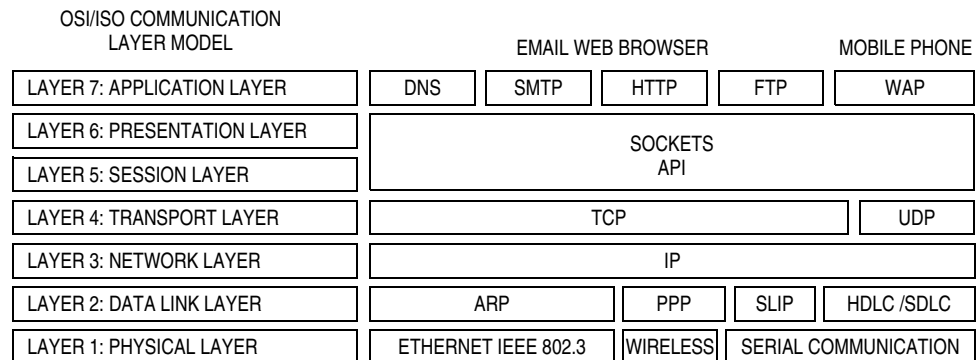 OSI/ISO COMMUNICATION
LAYER MODEL
EMAIL WEB BROWSER
MOBILE PHONE
LAYER 7: APPLICATION LAYER
DNS
SMTP
HTTP
FTP
WAP
LAYER 6: PRESENTATION LAYER
SOCKETS
API
LAYER 5: SESSION LAYER
LAYER 4: TRANSPORT LAYER
TCP
UDP
LAYER 3: NETWORK LAYER
IP
LAYER 2: DATA LINK LAYER
ARP
PPP
SLIP
HDLC /SDLC
LAYER 1: PHYSICAL LAYER
ETHERNET IEEE 802.3
WIRELESS
SERIAL COMMUNICATION